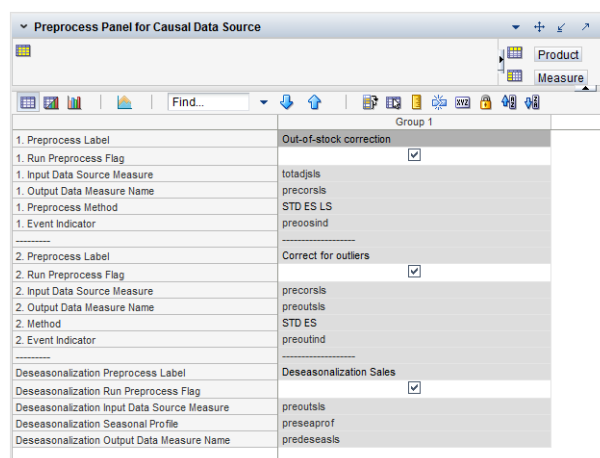 Preprocess Panel for Causal Data Source
Product
Measure
Find...
XYZ
Group 1
1. Preprocess Label Out-of-stock correction
1. Run Preprocess Flag
1. Input Data Source Measure totadjsls
1. Output Data Measure Name precorsls
1. Preprocess Method STD ES LS
1. Event Indicator preoosind
--------- -------------------
2. Preprocess Label Correct for outliers
2. Run Preprocess Flag
2. Input Data Source Measure precorsls
2. Output Data Measure Name preoutsls
2. Method STD ES
2. Event Indicator preoutind
--------- -------------------
Deseasonalization Preprocess Label Deseasonalization Sales
Deseasonalization Run Preprocess Flag
Deseasonalization Input Data Source Measure preoutsls
Deseasonalization Seasonal Profile preseaprof
Deseasonalization Output Data Measure Name predeseasls